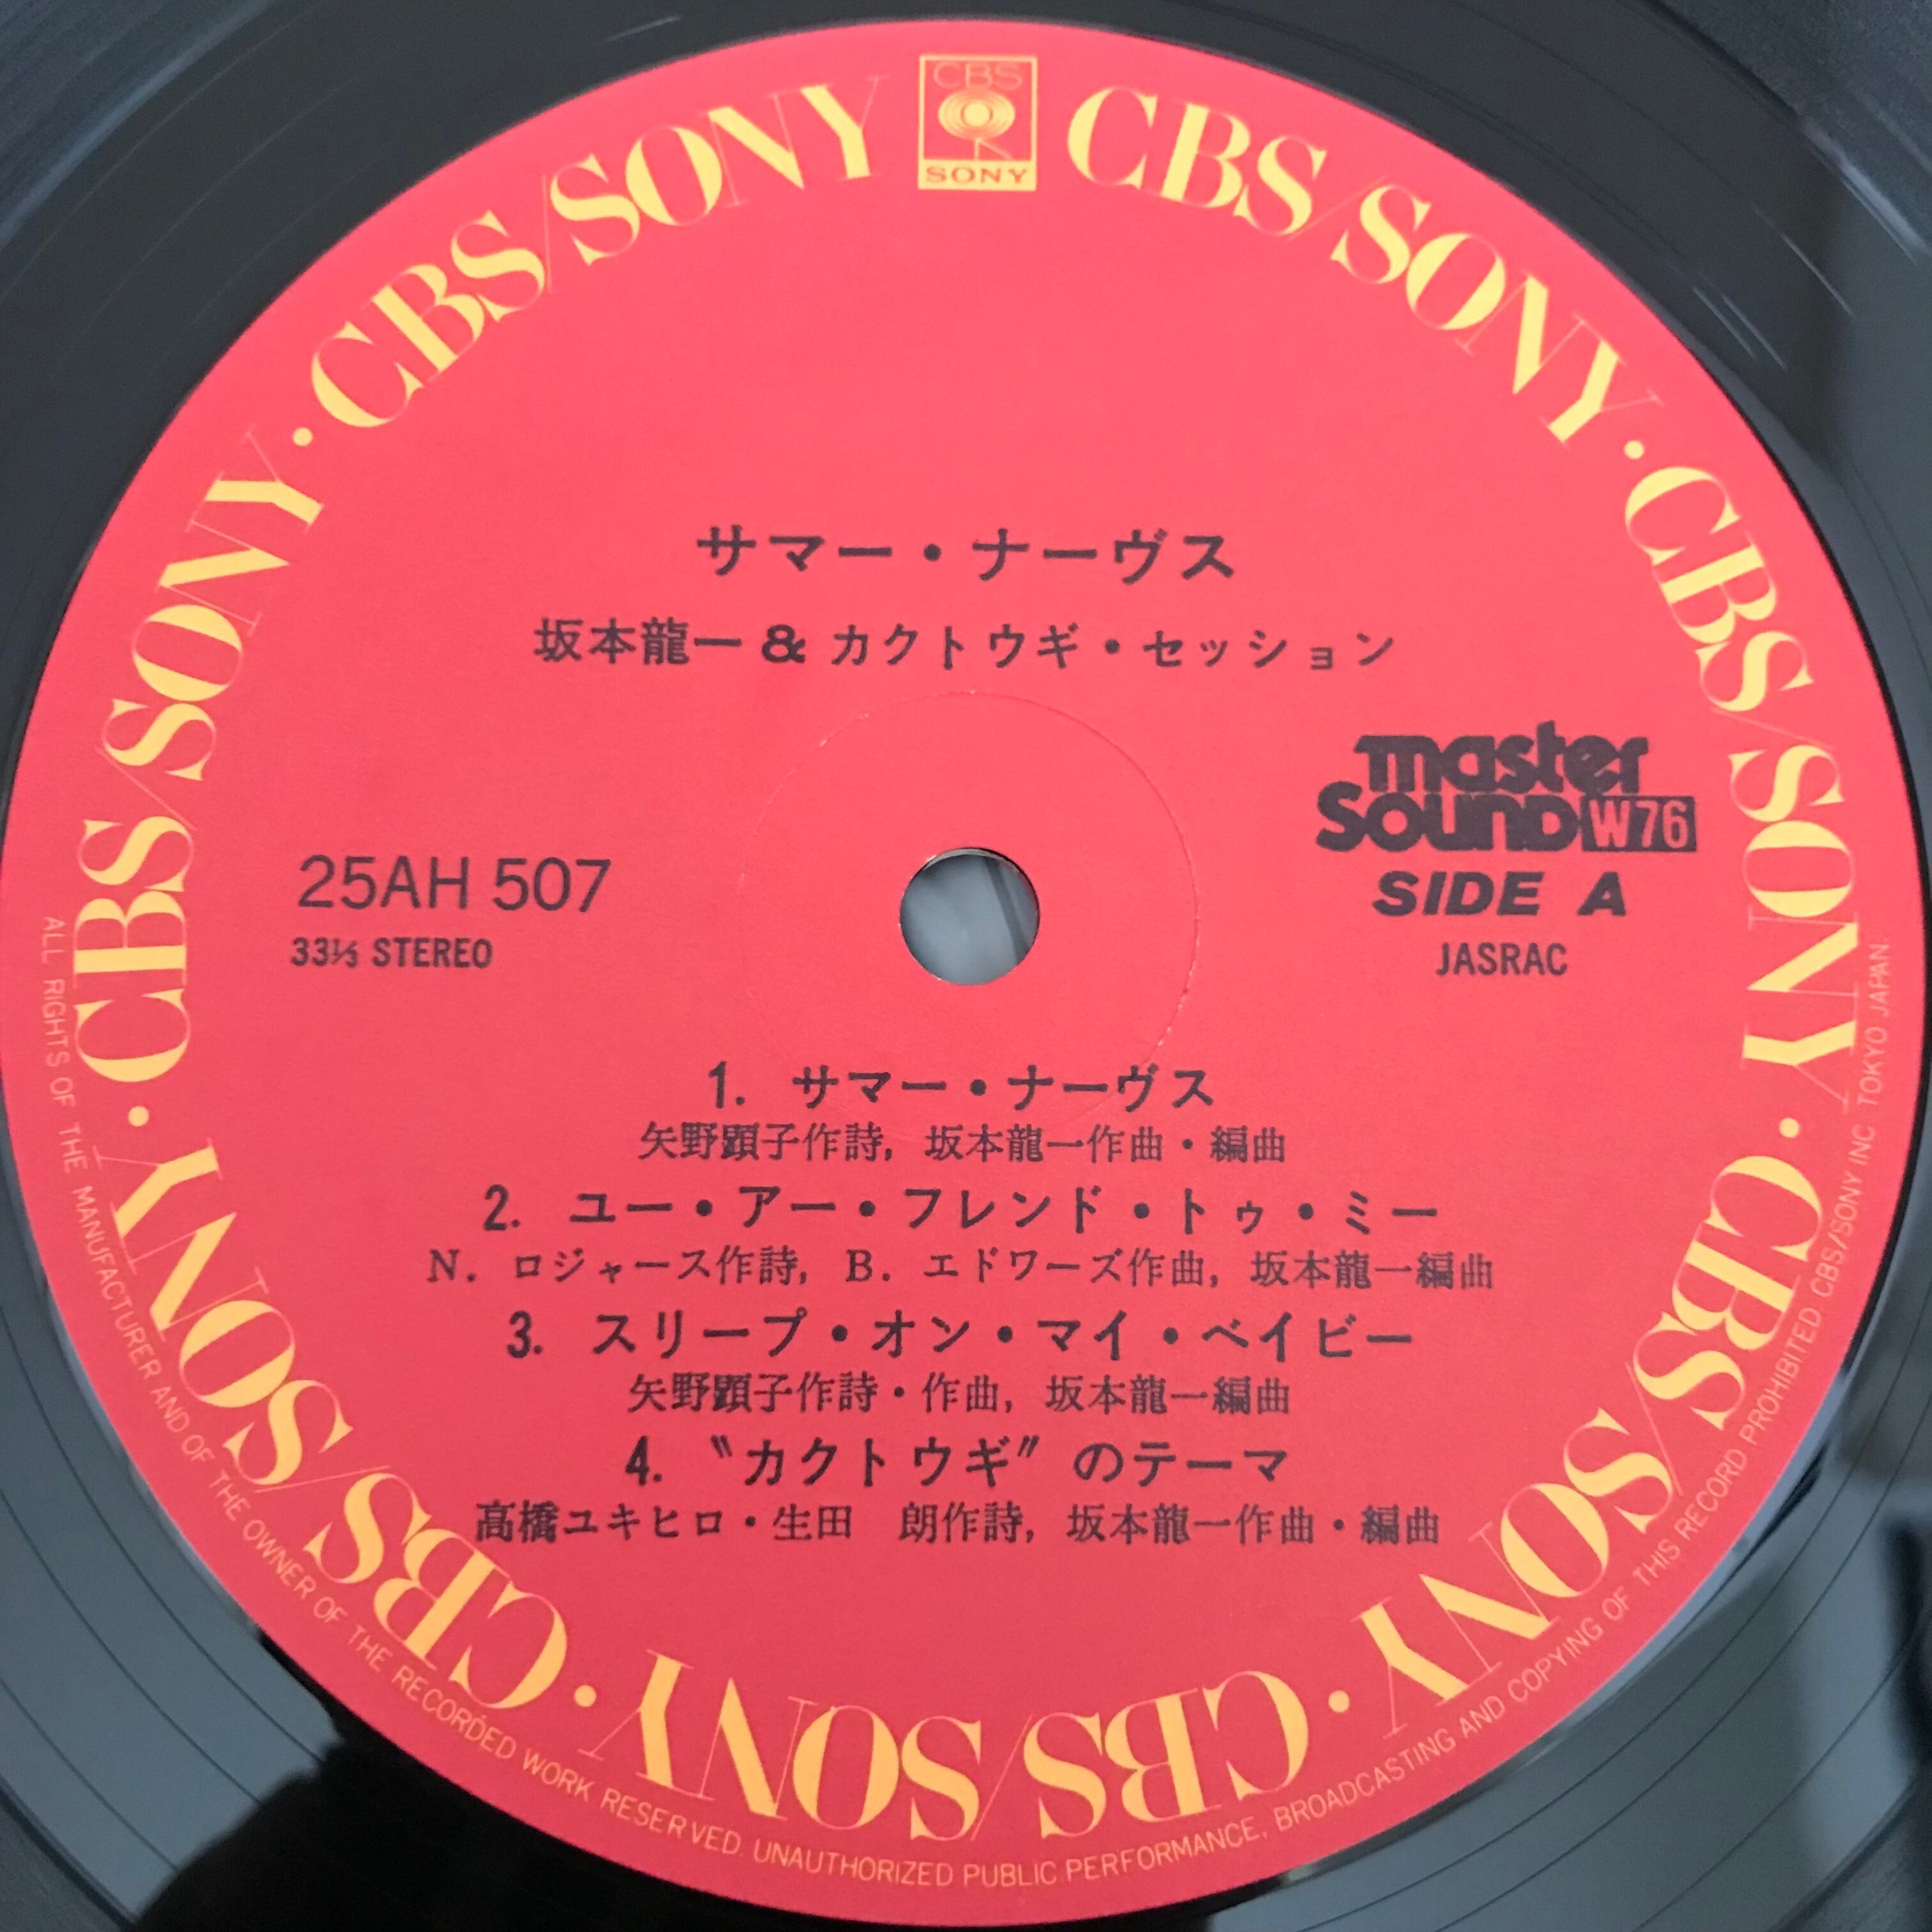 CBS
SONY
CBS/SONY · CBS/SONY · CBS/SONY · CBS/SONY · CBS/SONY · CBS/SONY · CBS/SONY · CBS/SONY
サマー・ナーヴス
坂本龍一 & カクトウギ・セッション
master
Sound W76
25AH 507
SIDE A
33⅓ STEREO
JASRAC
1. サマー・ナーヴス
矢野顕子作詩, 坂本龍一作曲・編曲
2. ユー・アー・フレンド・トゥ・ミー
N. ロジャース作詩, B. エドワーズ作曲, 坂本龍一編曲
3. スリープ・オン・マイ・ベイビー
矢野顕子作詩・作曲, 坂本龍一編曲
4. 〝カクトウギ〟のテーマ
高橋ユキヒロ・生田 朗作詩, 坂本龍一作曲・編曲
ALL RIGHTS OF THE MANUFACTURER AND OF THE OWNER OF THE RECORDED WORK RESERVED. UNAUTHORIZED PUBLIC PERFORMANCE, BROADCASTING AND COPYING OF THIS RECORD PROHIBITED CBS/SONY INC TOKYO JAPAN.